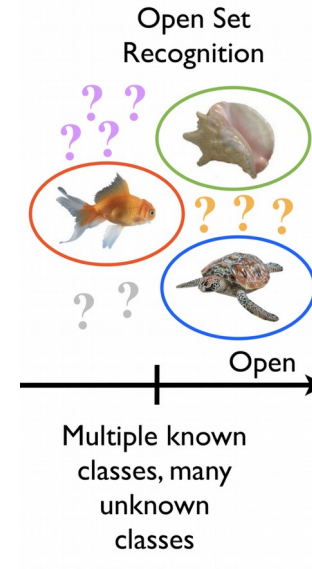 Open Set
Recognition
? ?
? ?
? ? ?
? ?
Open
Multiple known
classes, many
unknown
classes